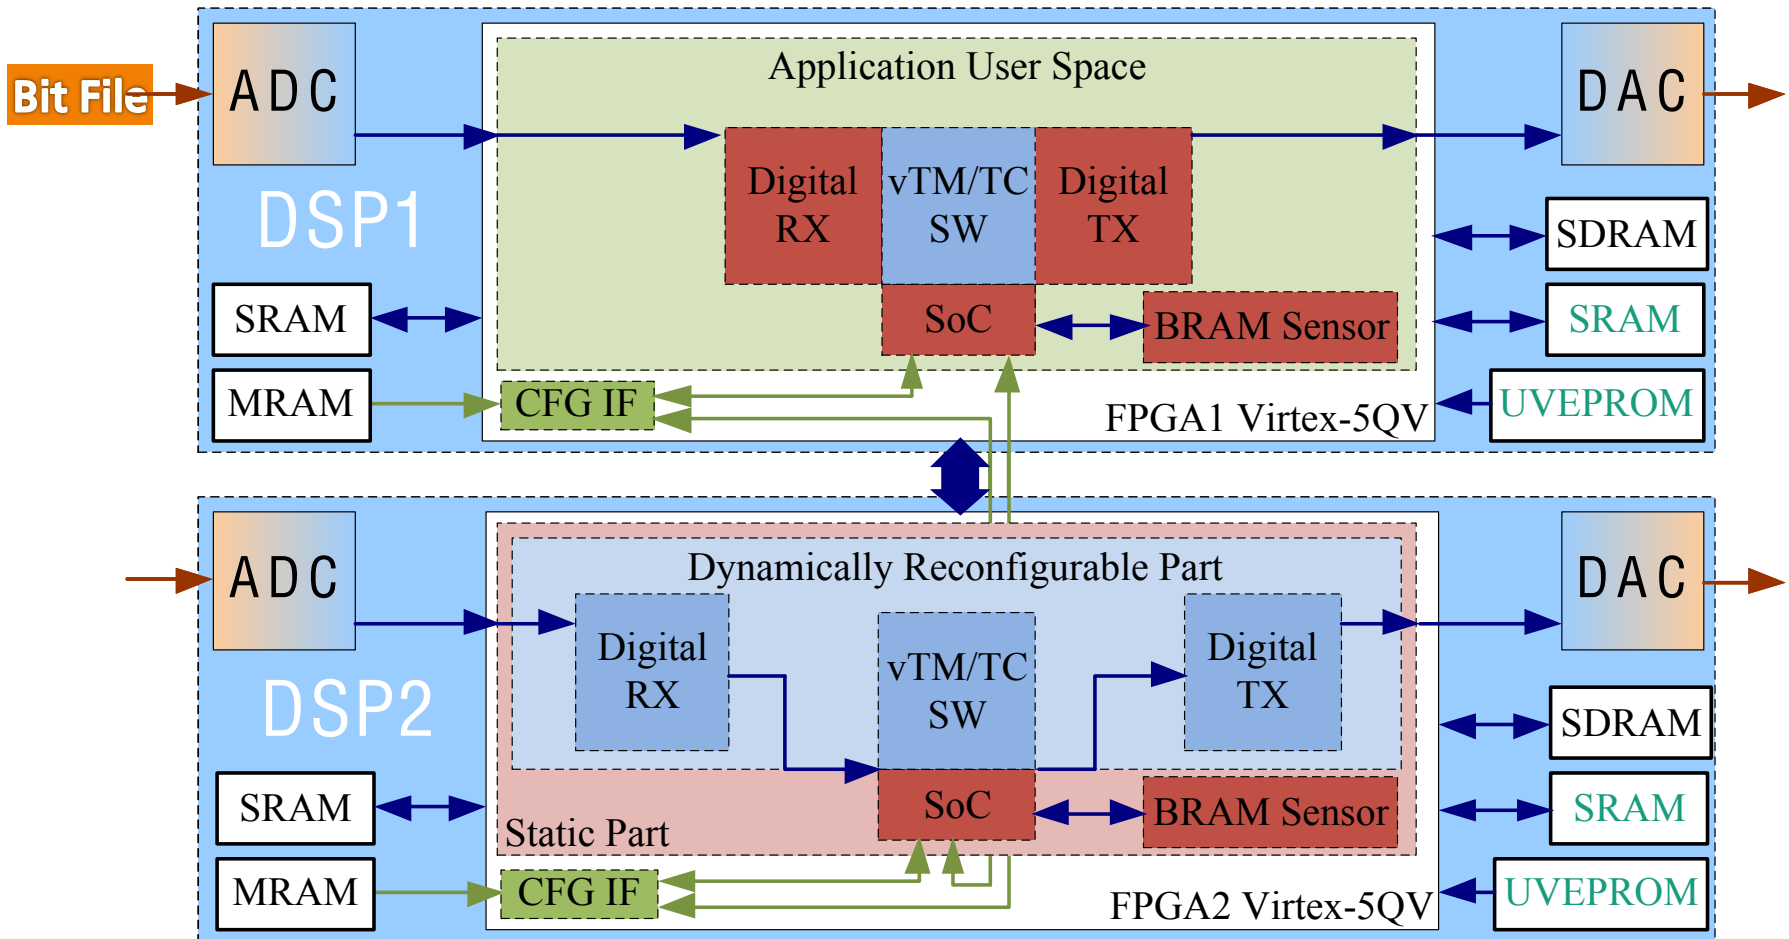 Bit File
ADC
Application User Space
DAC
DSP1
Digital
RX
vTM/TC
SW
Digital
TX
SDRAM
SRAM
SoC
BRAM Sensor
SRAM
MRAM
CFG IF
FPGA1 Virtex-5QV
UVEPROM
ADC
Dynamically Reconfigurable Part
DAC
DSP2
Digital
RX
vTM/TC
SW
Digital
TX
SDRAM
SRAM
Static Part
SoC
BRAM Sensor
SRAM
MRAM
CFG IF
FPGA2 Virtex-5QV
UVEPROM